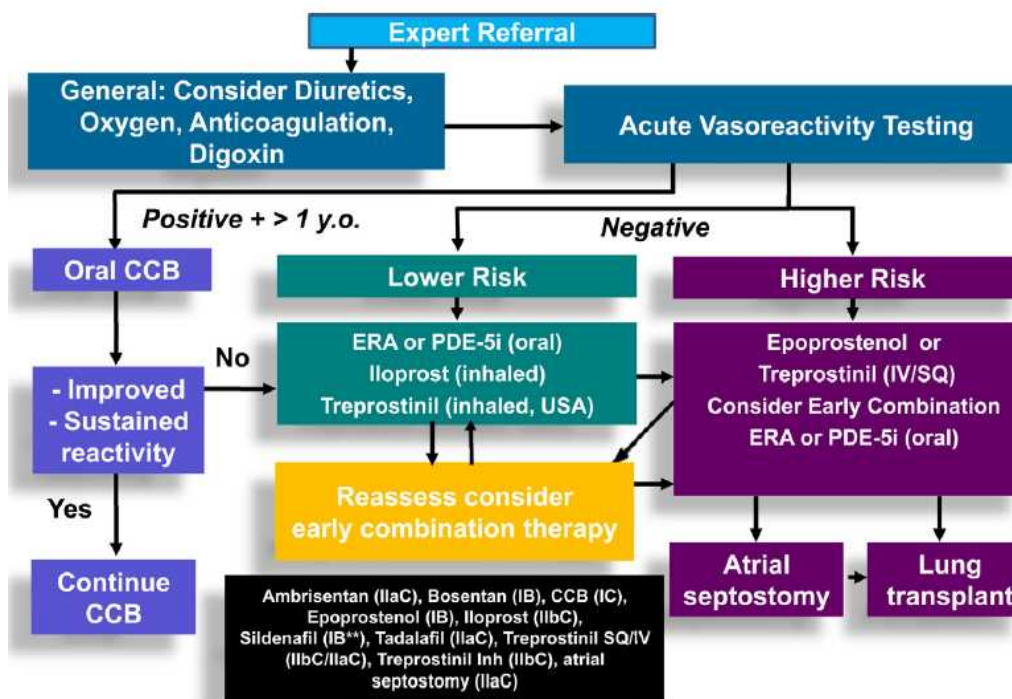 Expert Referral
General: Consider Diuretics,
Oxygen, Anticoagulation,
Digoxin
Acute Vasoreactivity Testing
Positive + > 1 y.o.
Negative
Oral CCB
Lower Risk
Higher Risk
No
- Improved
- Sustained
reactivity
ERA or PDE-5i (oral)
Iloprost (inhaled)
Treprostinil (inhaled, USA)
Epoprostenol or
Treprostinil (IV/SQ)
Consider Early Combination
ERA or PDE-5i (oral)
Yes
Reassess consider
early combination therapy
Continue
CCB
Atrial
septostomy
Lung
transplant
Ambrisentan (IIaC), Bosentan (IB), CCB (IC),
Epoprostenol (IB), Iloprost (IIbC),
Sildenafil (IB**), Tadalafil (IIaC), Treprostinil SQ/IV
(IIbC/IIaC), Treprostinil Inh (IIbC), atrial
septostomy (IIaC)